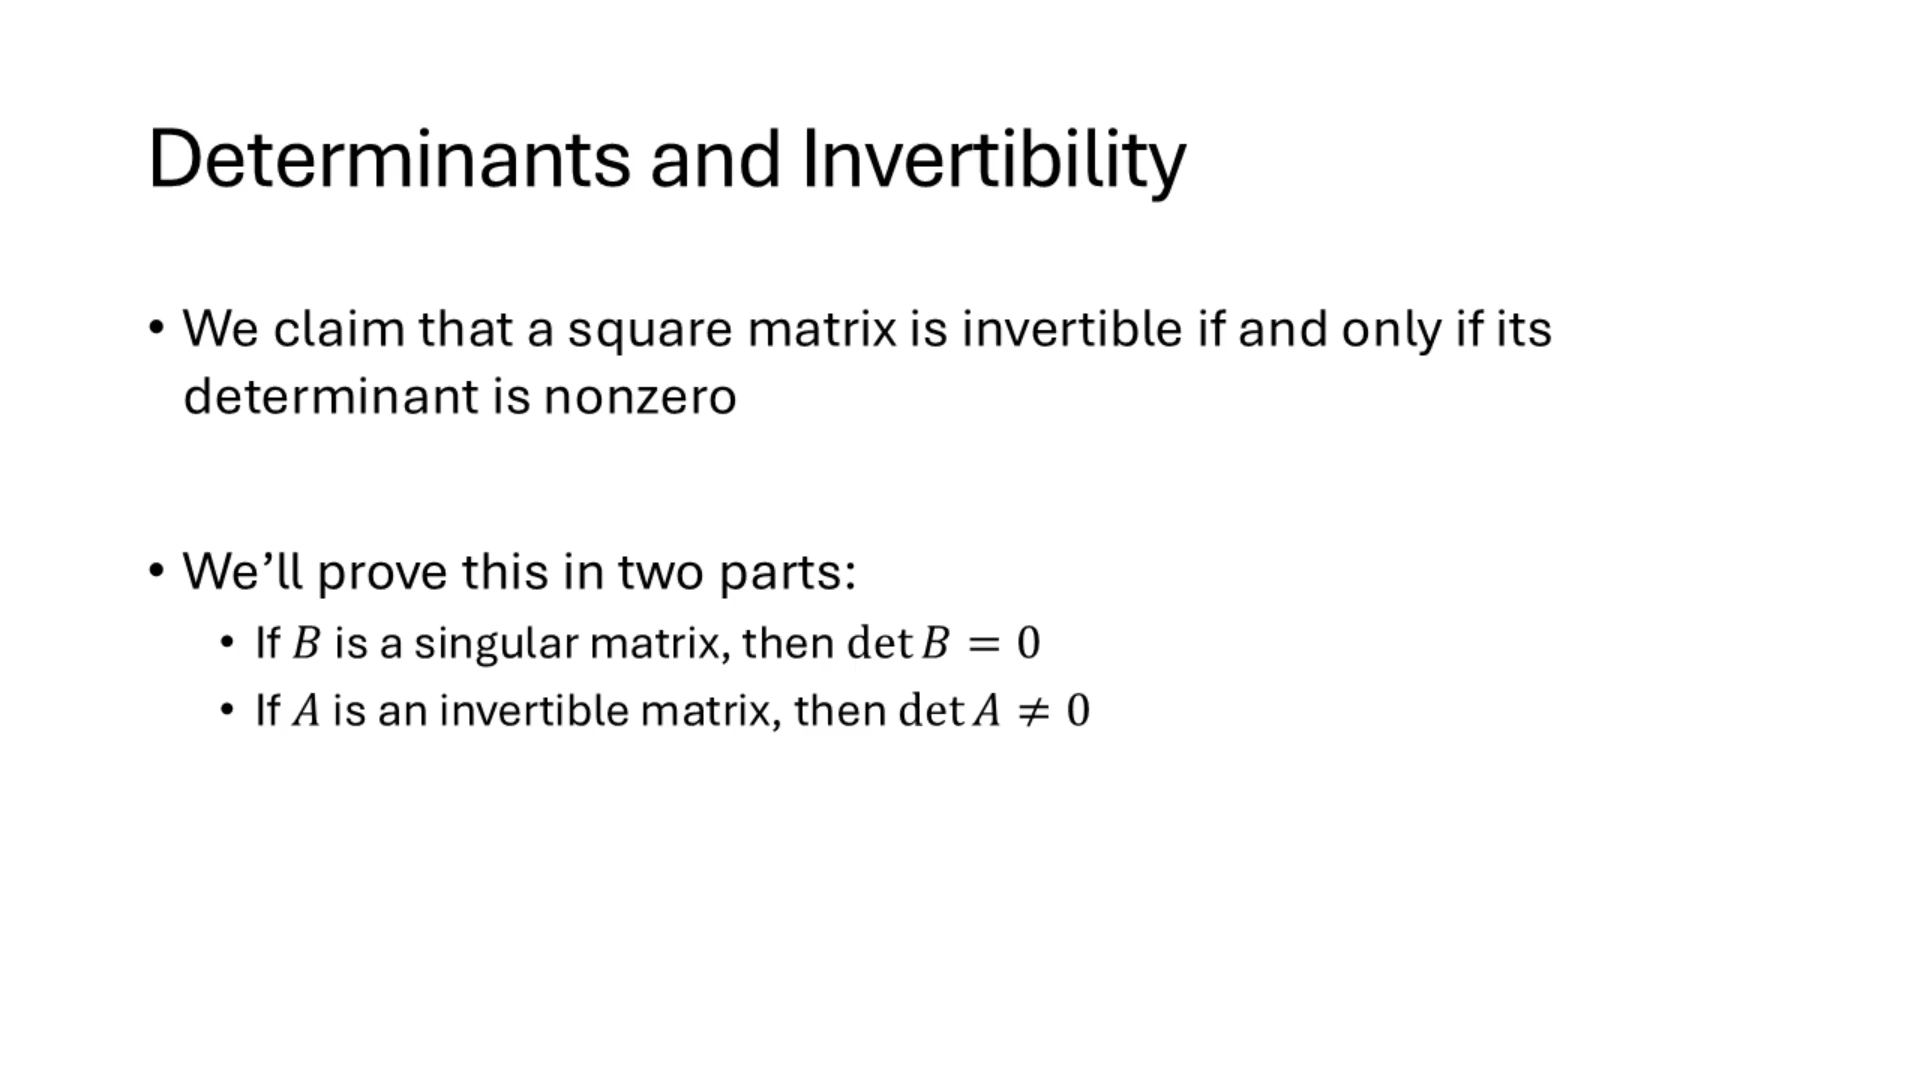 Determinants and Invertibility
• We claim that a square matrix is invertible if and only if its
determinant is nonzero
• We’ll prove this in two parts:
• If B is a singular matrix, then det B = 0
• If A is an invertible matrix, then det A ≠ 0